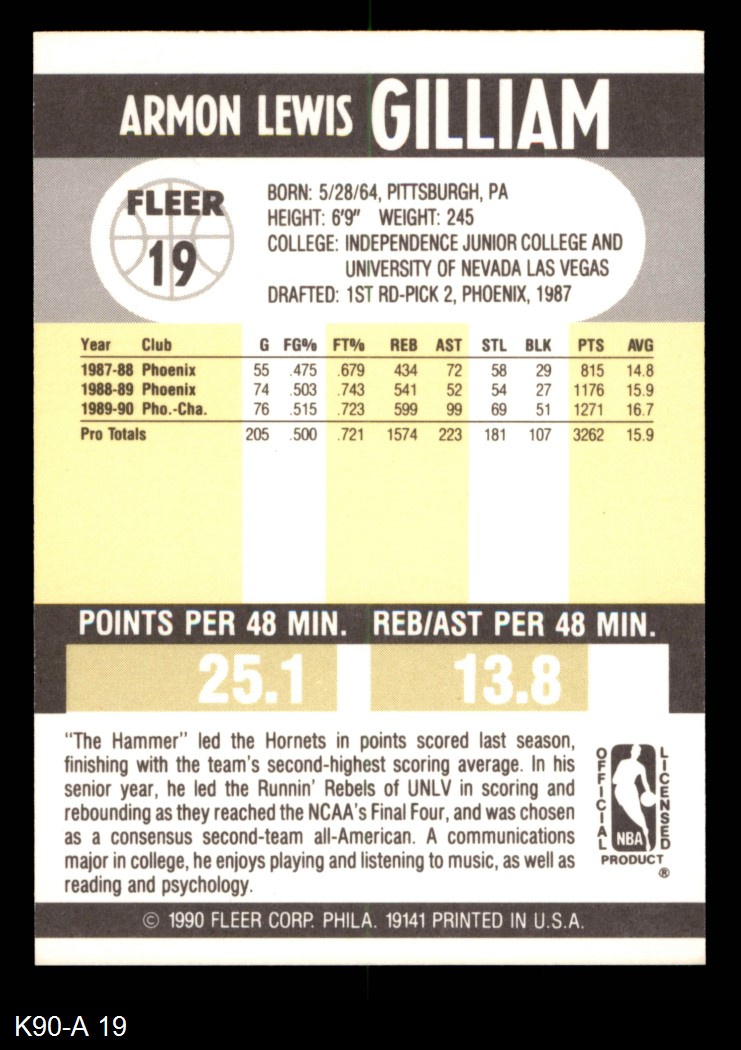 ARMON LEWIS GILLIAM
FLEER
19
BORN: 5/28/64, PITTSBURGH, PA
HEIGHT: 6'9" WEIGHT: 245
COLLEGE: INDEPENDENCE JUNIOR COLLEGE AND
UNIVERSITY OF NEVADA LAS VEGAS
DRAFTED: 1ST RD-PICK 2, PHOENIX, 1987
Year Club G FG% FT% REB AST STL BLK PTS AVG
1987-88 Phoenix 55 .475 .679 434 72 58 29 815 14.8
1988-89 Phoenix 74 .503 .743 541 52 54 27 1176 15.9
1989-90 Pho.-Cha. 76 .515 .723 599 99 69 51 1271 16.7
Pro Totals 205 .500 .721 1574 223 181 107 3262 15.9
POINTS PER 48 MIN. REB/AST PER 48 MIN.
25.1 13.8
"The Hammer" led the Hornets in points scored last season,
finishing with the team's second-highest scoring average. In his
senior year, he led the Runnin' Rebels of UNLV in scoring and
rebounding as they reached the NCAA's Final Four, and was chosen
as a consensus second-team all-American. A communications
major in college, he enjoys playing and listening to music, as well as
reading and psychology.
OFFICIAL
LICENSED
NBA
PRODUCT
®
© 1990 FLEER CORP. PHILA. 19141 PRINTED IN U.S.A.
K90-A 19